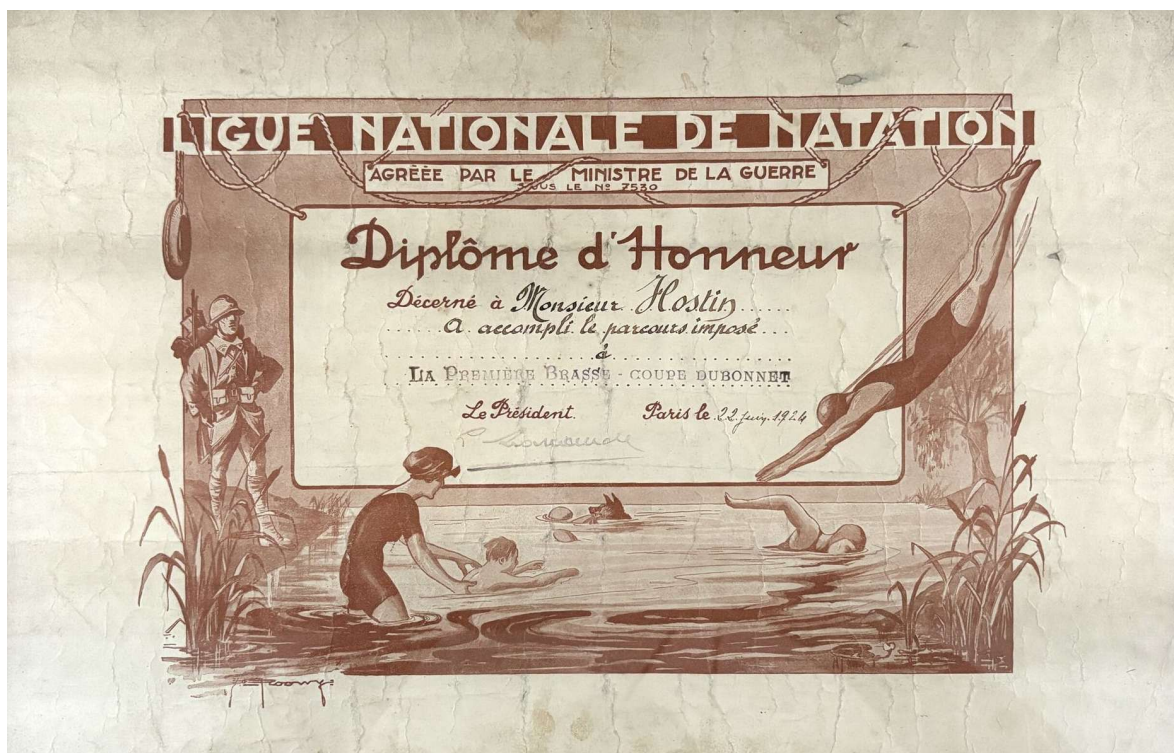 LIGUE NATIONALE DE NATATION
AGRÉÉE PAR LE MINISTRE DE LA GUERRE
SOUS LE Nº 7530
Diplôme d'Honneur
Décerné à Monsieur Hostin
A accompli le parcours imposé
à
LA PREMIÈRE BRASSE - COUPE DUBONNET
Le Président. Paris le 22 juin 1924